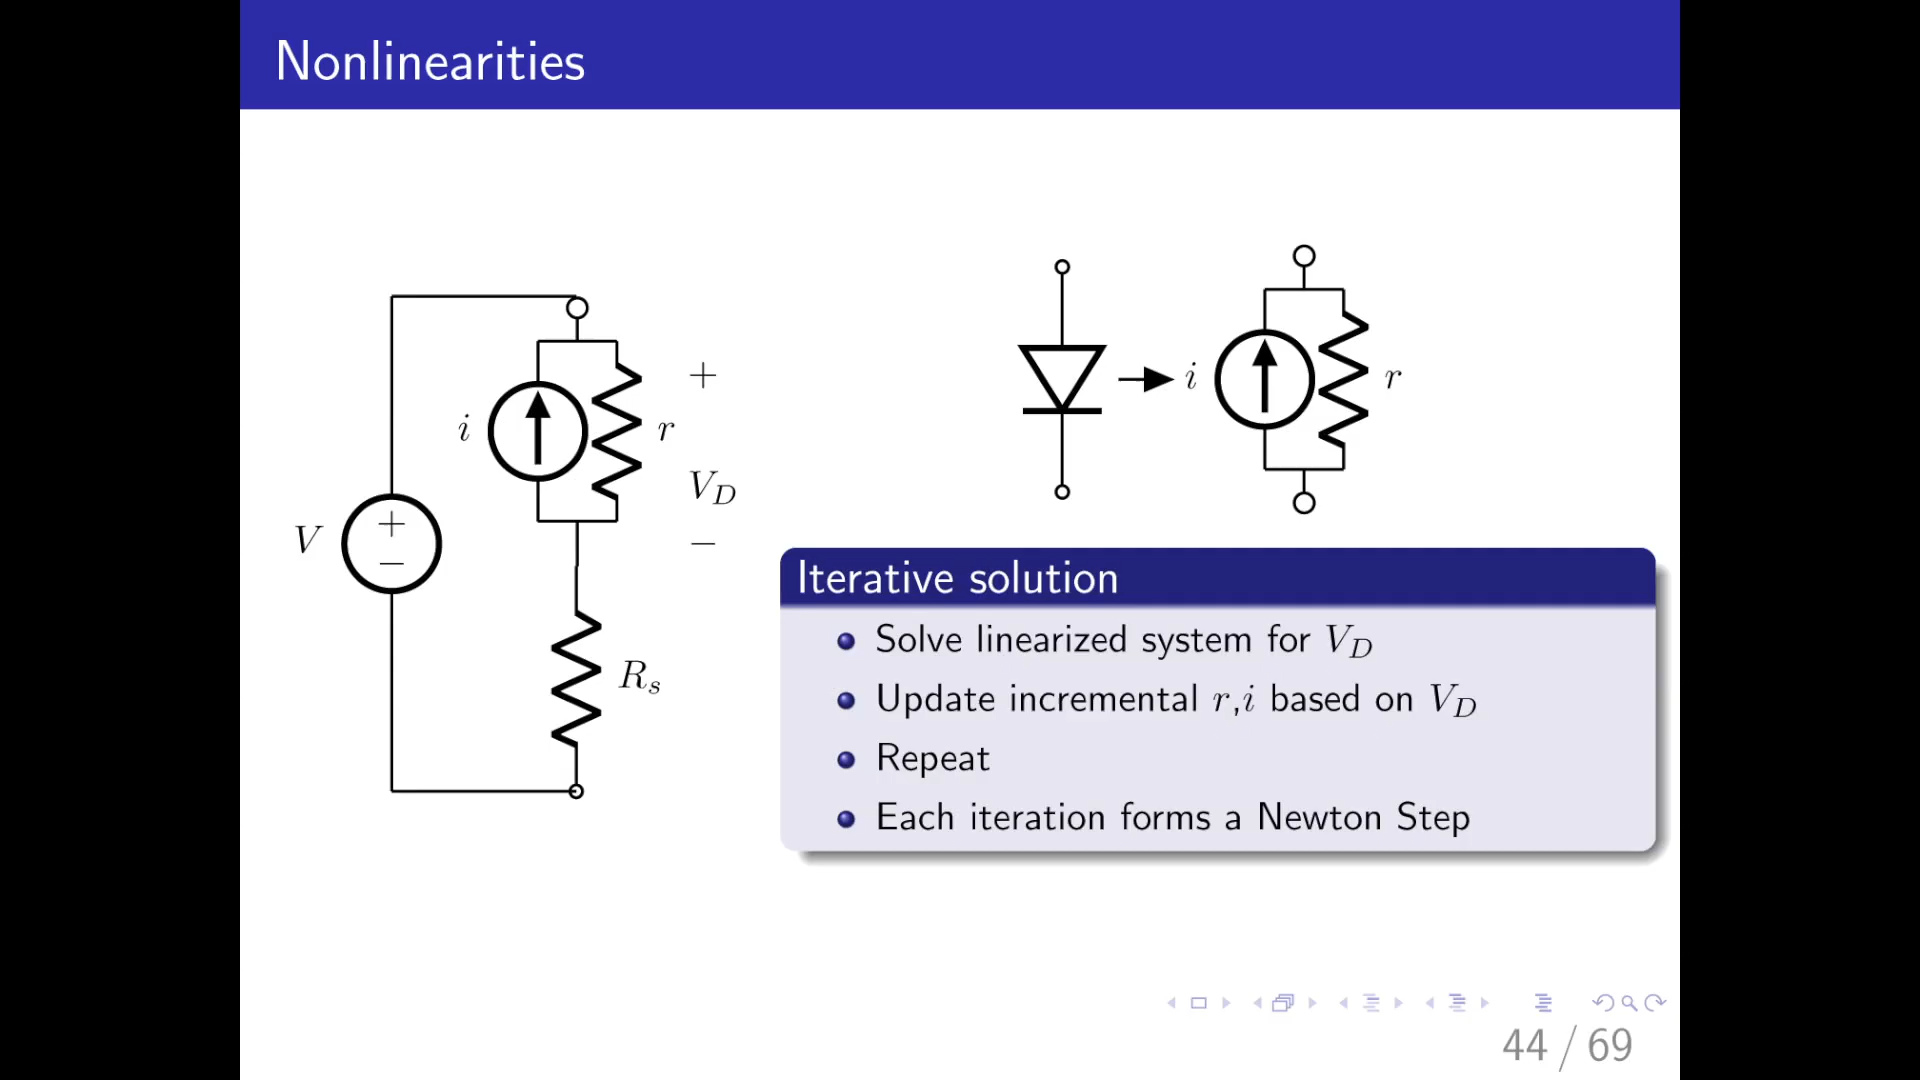 Nonlinearities
i
r
+
V_D
−
V
+
−
R_s
i
r
Iterative solution
Solve linearized system for V_D
Update incremental r,i based on V_D
Repeat
Each iteration forms a Newton Step
44 / 69